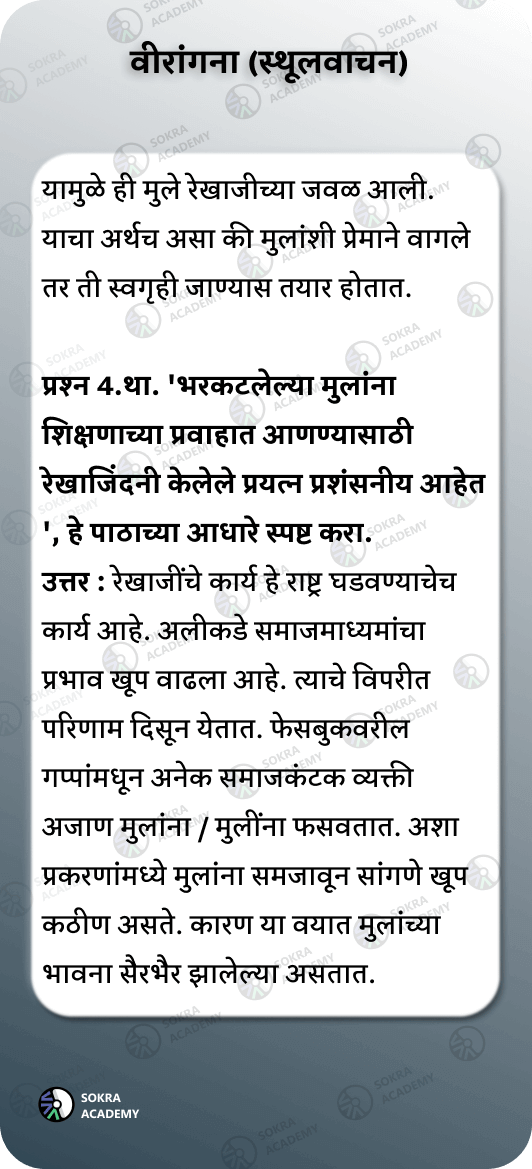 वीरांगना (स्थूलवाचन)
यामुळे ही मुले रेखाजीच्या जवळ आली.
याचा अर्थच असा की मुलांशी प्रेमाने वागले
तर ती स्वगृही जाण्यास तयार होतात.
प्रश्न 4.था. 'भरकटलेल्या मुलांना
शिक्षणाच्या प्रवाहात आणण्यासाठी
रेखाजिंदनी केलेले प्रयत्न प्रशंसनीय आहेत
', हे पाठाच्या आधारे स्पष्ट करा.
उत्तर : रेखाजींचे कार्य हे राष्ट्र घडवण्याचेच
कार्य आहे. अलीकडे समाजमाध्यमांचा
प्रभाव खूप वाढला आहे. त्याचे विपरीत
परिणाम दिसून येतात. फेसबुकवरील
गप्पांमधून अनेक समाजकंटक व्यक्ती
अजाण मुलांना / मुलींना फसवतात. अशा
प्रकरणांमध्ये मुलांना समजावून सांगणे खूप
कठीण असते. कारण या वयात मुलांच्या
भावना सैरभैर झालेल्या असतात.
SOKRA
ACADEMY